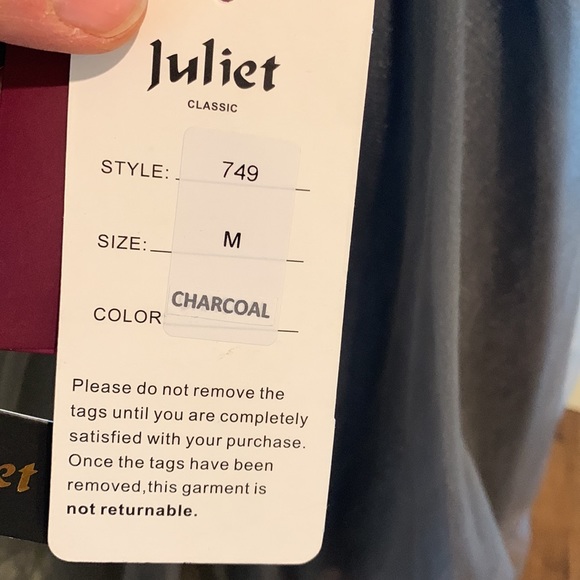 Juliet
CLASSIC
STYLE: 749
SIZE: M
COLOR CHARCOAL
Please do not remove the
tags until you are completely
satisfied with your purchase.
Once the tags have been
removed,this garment is
not returnable.
et